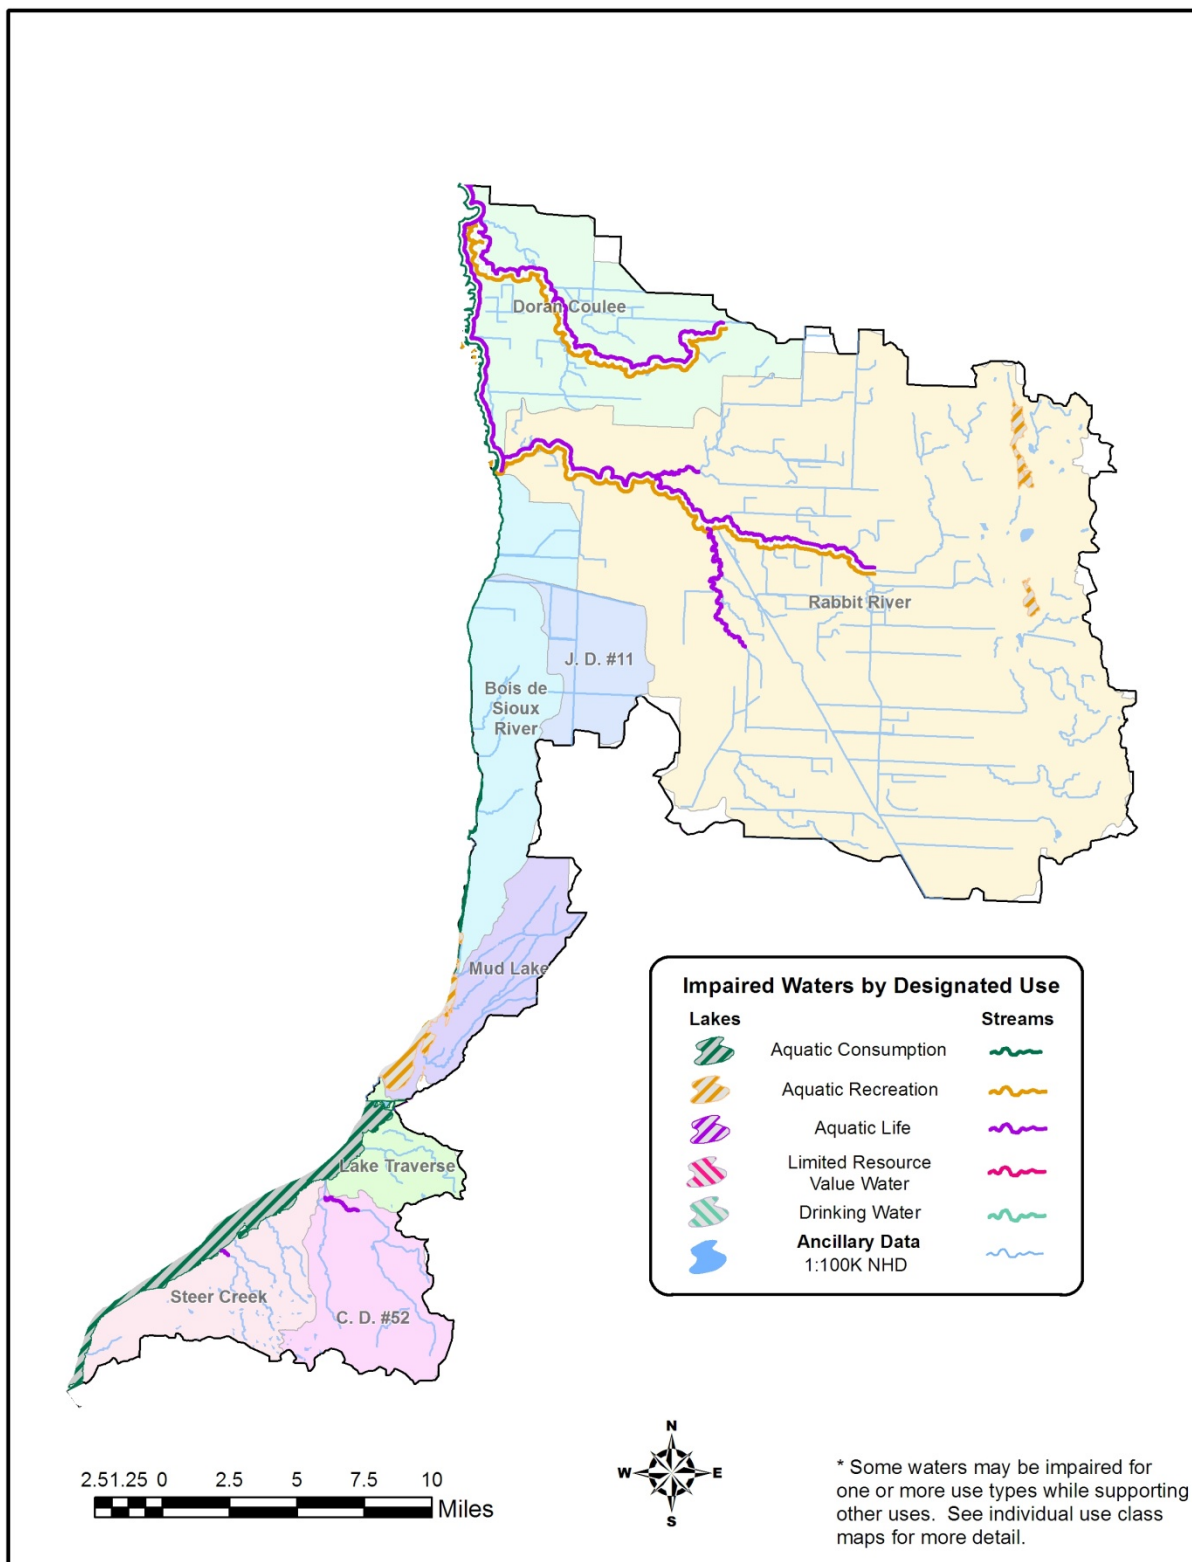 Doran Coulee
Rabbit River
J. D. #11
Bois de
Sioux
River
Mud Lake
Lake Traverse
Steer Creek
C. D. #52
Impaired Waters by Designated Use
Lakes Streams
Aquatic Consumption
Aquatic Recreation
Aquatic Life
Limited Resource
Value Water
Drinking Water
Ancillary Data
1:100K NHD
2.51.25 0 2.5 5 7.5 10
Miles
N
W E
S
* Some waters may be impaired for
one or more use types while supporting
other uses. See individual use class
maps for more detail.